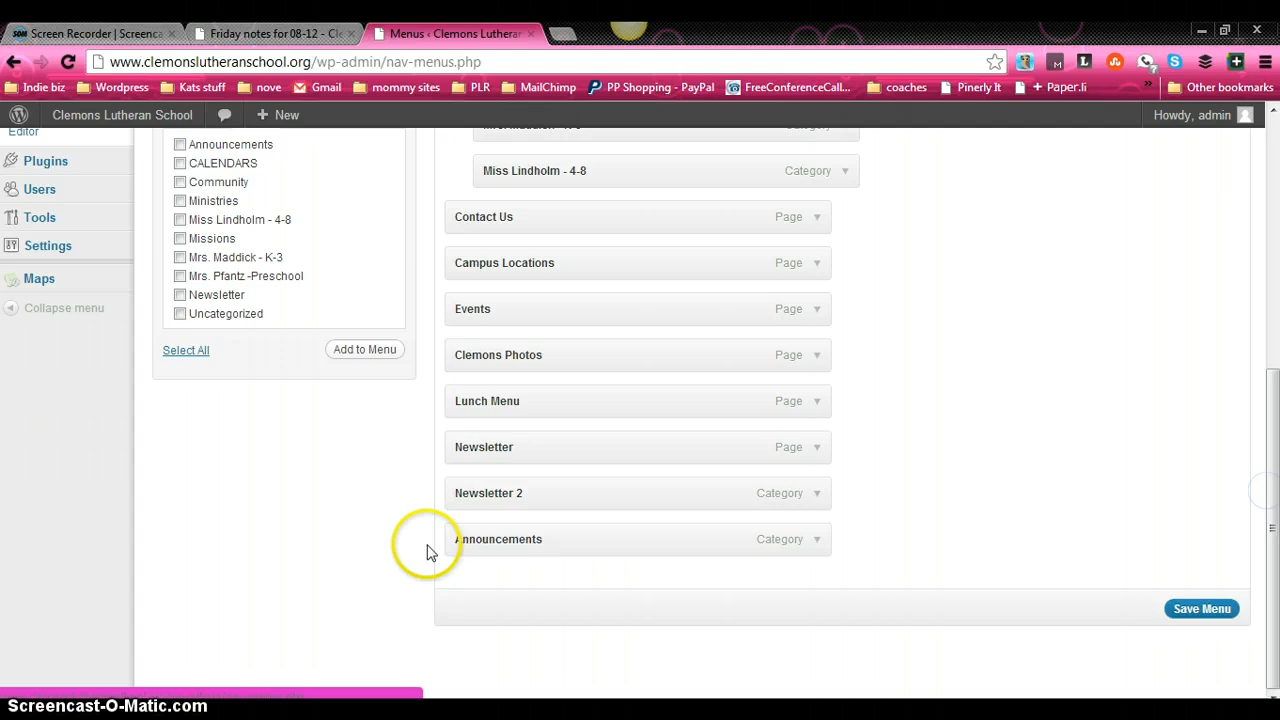 Screen Recorder | Screenca
Friday notes for 08-12 - Cle
Menus ‹ Clemons Lutheran
www.clemonslutheranschool.org/wp-admin/nav-menus.php
Indie biz
Wordpress
Kats stuff
nove
Gmail
mommy sites
PLR
MailChimp
PP Shopping - PayPal
FreeConferenceCall...
coaches
Pinerly It
+ Paper.li
Other bookmarks
Clemons Lutheran School
+ New
Howdy, admin
Editor
Plugins
Users
Tools
Settings
Maps
Collapse menu
Announcements
CALENDARS
Community
Ministries
Miss Lindholm - 4-8
Missions
Mrs. Maddick - K-3
Mrs. Pfantz -Preschool
Newsletter
Uncategorized
Select All
Add to Menu
Miss Lindholm - 4-8 Category
Contact Us Page
Campus Locations Page
Events Page
Clemons Photos Page
Lunch Menu Page
Newsletter Page
Newsletter 2 Category
Announcements Category
Save Menu
Screencast-O-Matic.com